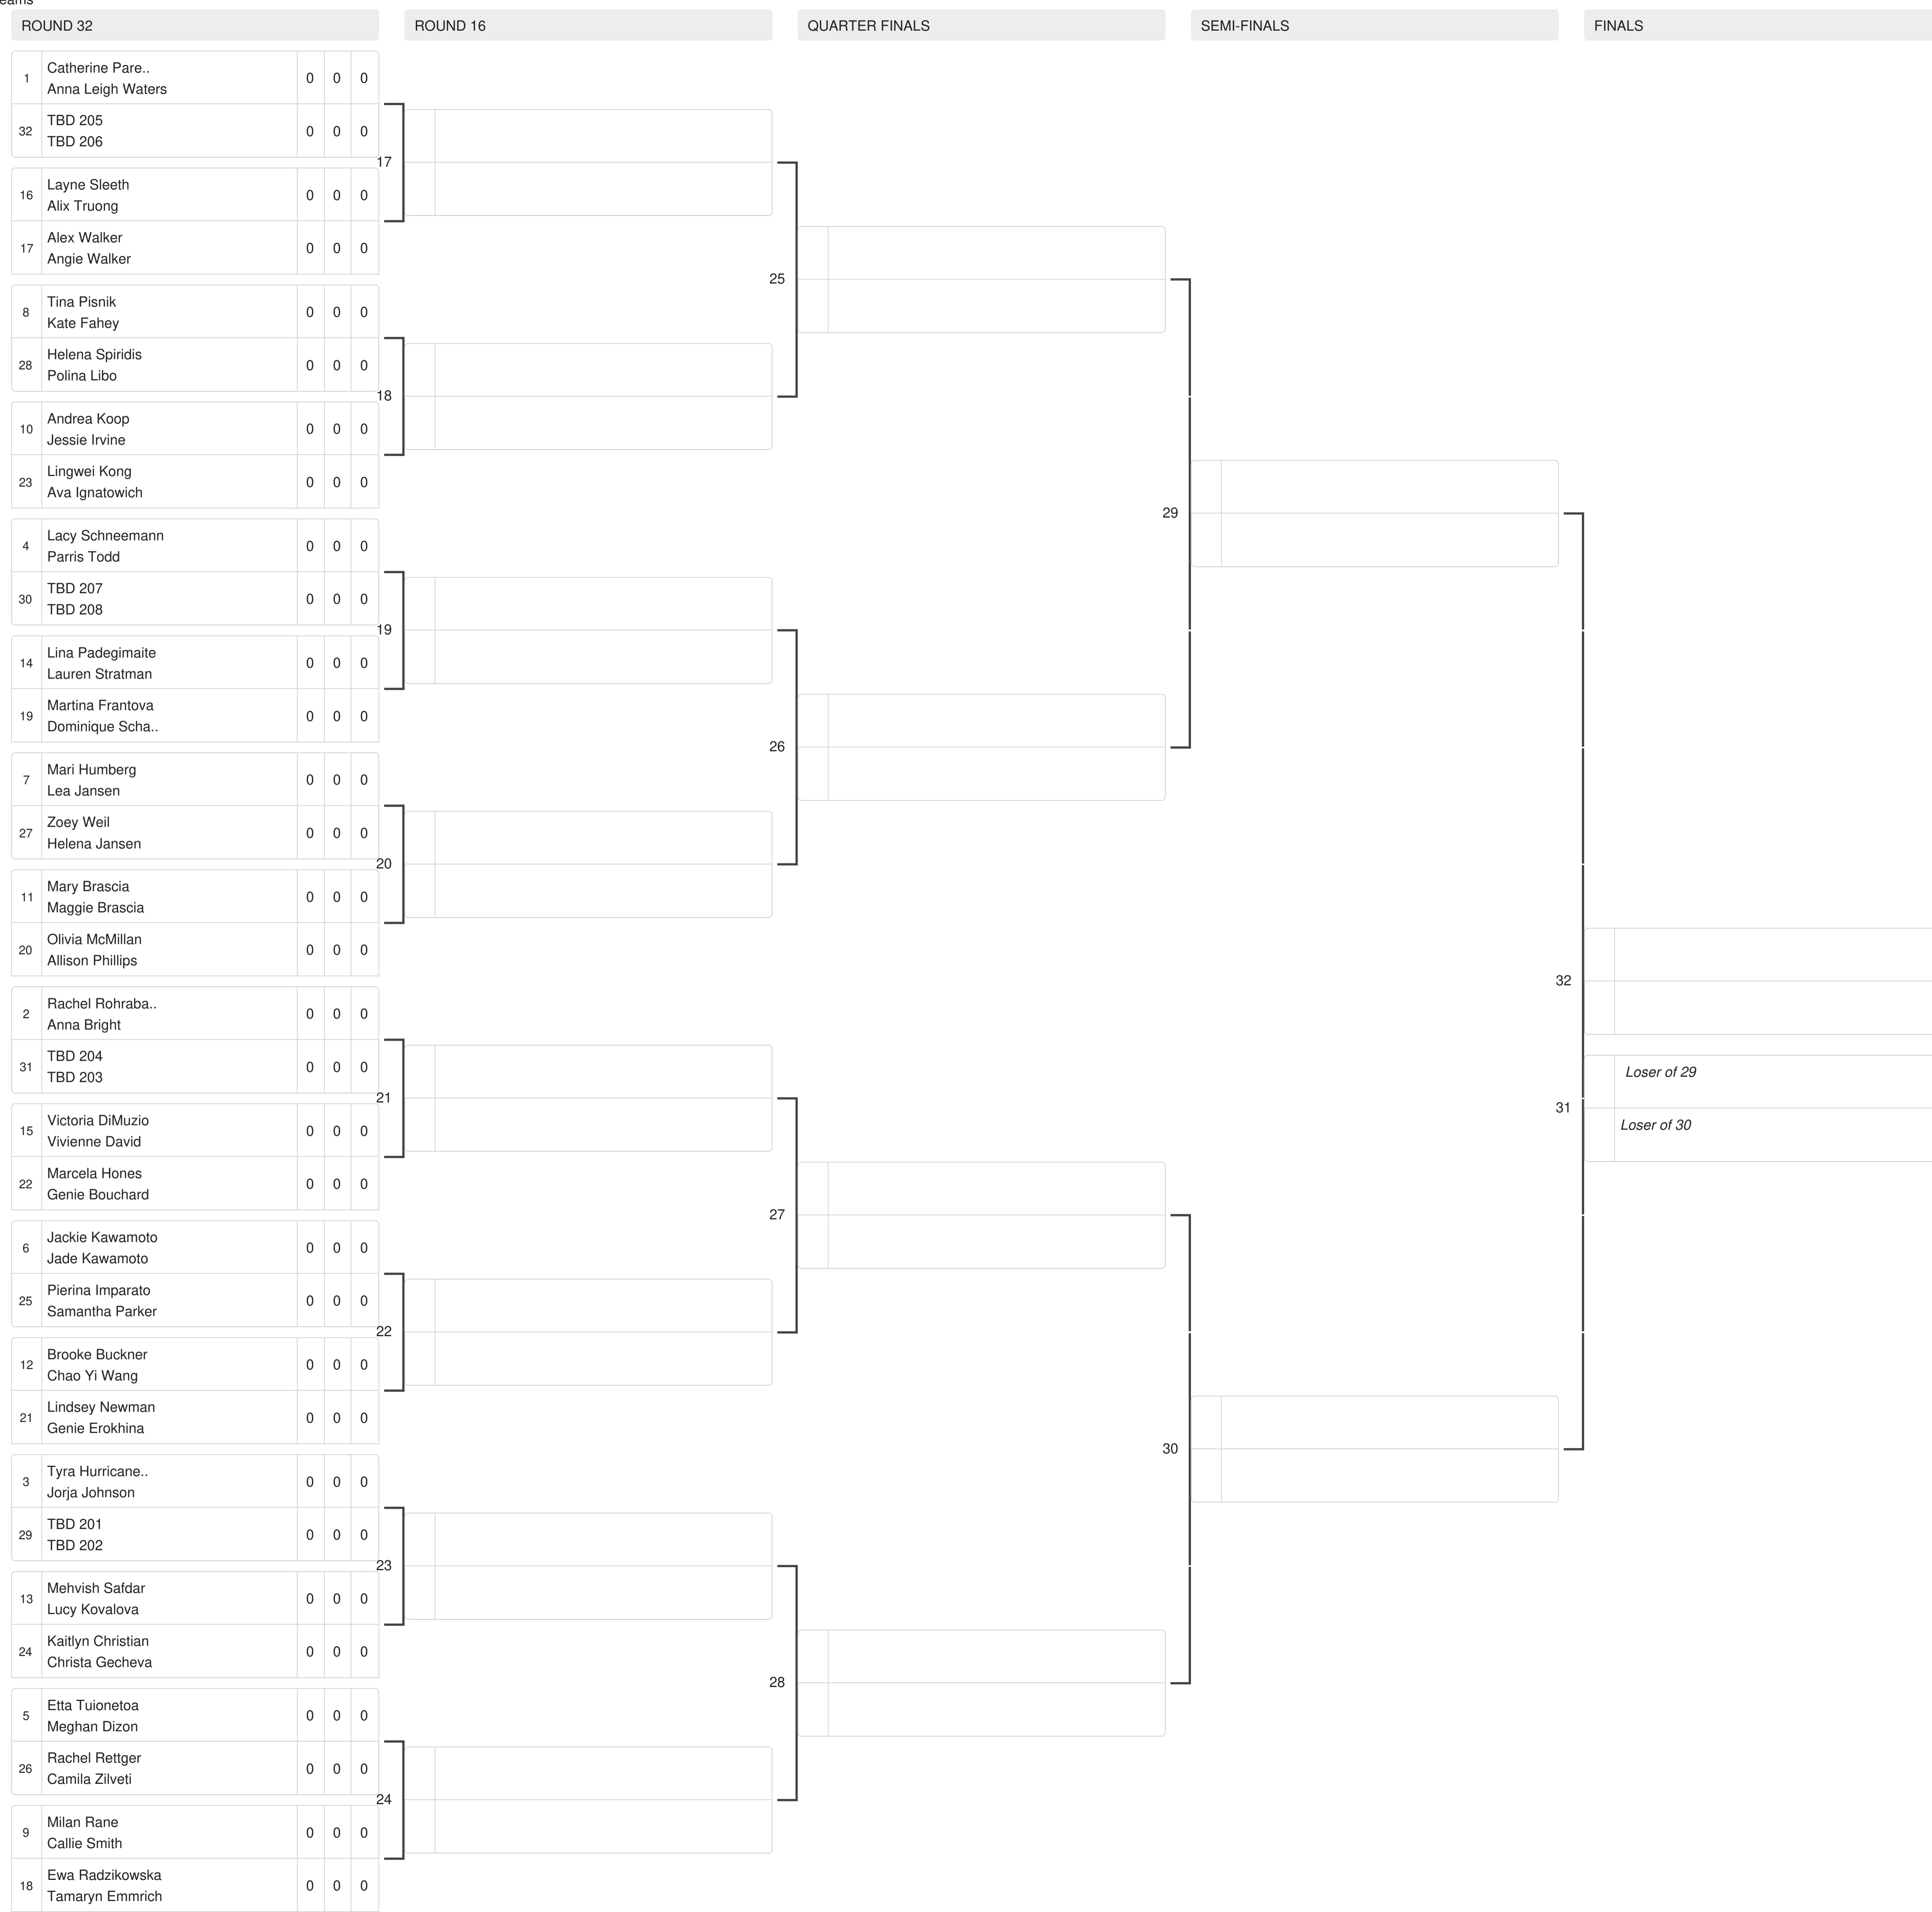 eams
ROUND 32
ROUND 16
QUARTER FINALS
SEMI-FINALS
FINALS
1 Catherine Pare.. 0 0 0
Anna Leigh Waters
32 TBD 205 0 0 0
TBD 206
17
16 Layne Sleeth 0 0 0
Alix Truong
17 Alex Walker 0 0 0
Angie Walker
25
8 Tina Pisnik 0 0 0
Kate Fahey
28 Helena Spiridis 0 0 0
Polina Libo
18
10 Andrea Koop 0 0 0
Jessie Irvine
23 Lingwei Kong 0 0 0
Ava Ignatowich
29
4 Lacy Schneemann 0 0 0
Parris Todd
30 TBD 207 0 0 0
TBD 208
19
14 Lina Padegimaite 0 0 0
Lauren Stratman
19 Martina Frantova 0 0 0
Dominique Scha..
26
7 Mari Humberg 0 0 0
Lea Jansen
27 Zoey Weil 0 0 0
Helena Jansen
20
11 Mary Brascia 0 0 0
Maggie Brascia
20 Olivia McMillan 0 0 0
Allison Phillips
32
2 Rachel Rohraba.. 0 0 0
Anna Bright
31 TBD 204 0 0 0
TBD 203
Loser of 29
21
31
Loser of 30
15 Victoria DiMuzio 0 0 0
Vivienne David
22 Marcela Hones 0 0 0
Genie Bouchard
27
6 Jackie Kawamoto 0 0 0
Jade Kawamoto
25 Pierina Imparato 0 0 0
Samantha Parker
22
12 Brooke Buckner 0 0 0
Chao Yi Wang
21 Lindsey Newman 0 0 0
Genie Erokhina
30
3 Tyra Hurricane.. 0 0 0
Jorja Johnson
29 TBD 201 0 0 0
TBD 202
23
13 Mehvish Safdar 0 0 0
Lucy Kovalova
24 Kaitlyn Christian 0 0 0
Christa Gecheva
28
5 Etta Tuionetoa 0 0 0
Meghan Dizon
26 Rachel Rettger 0 0 0
Camila Zilveti
24
9 Milan Rane 0 0 0
Callie Smith
18 Ewa Radzikowska 0 0 0
Tamaryn Emmrich